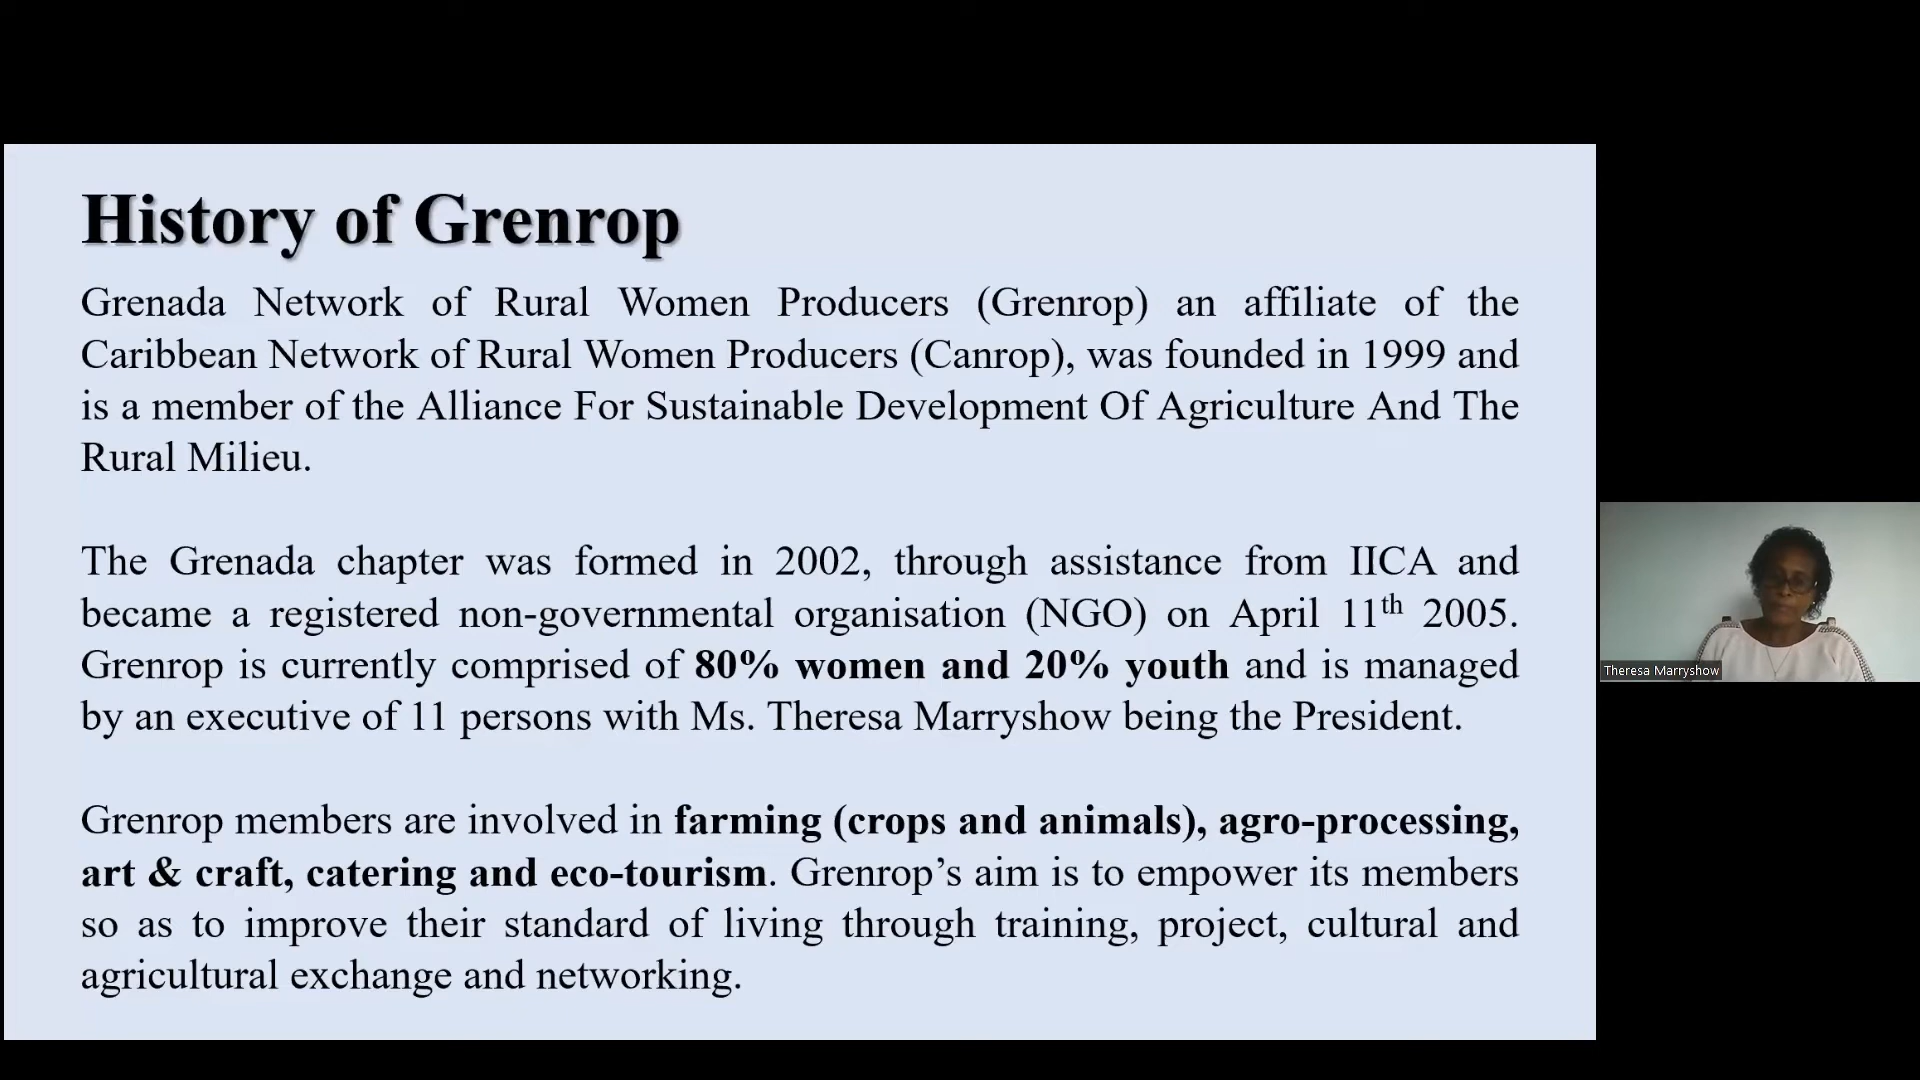 History of Grenrop
Grenada Network of Rural Women Producers (Grenrop) an affiliate of the
Caribbean Network of Rural Women Producers (Canrop), was founded in 1999 and
is a member of the Alliance For Sustainable Development Of Agriculture And The
Rural Milieu.
The Grenada chapter was formed in 2002, through assistance from IICA and
became a registered non-governmental organisation (NGO) on April 11th 2005.
Grenrop is currently comprised of 80% women and 20% youth and is managed
by an executive of 11 persons with Ms. Theresa Marryshow being the President.
Grenrop members are involved in farming (crops and animals), agro-processing,
art & craft, catering and eco-tourism. Grenrop’s aim is to empower its members
so as to improve their standard of living through training, project, cultural and
agricultural exchange and networking.
Theresa Marryshow